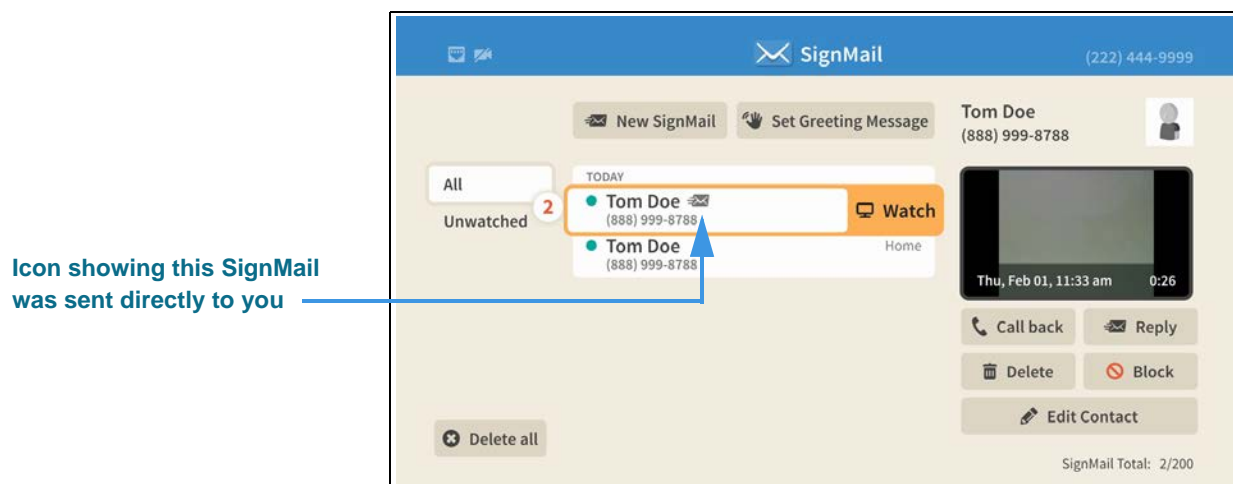 SignMail
(222) 444-9999
New SignMail
Set Greeting Message
Tom Doe
(888) 999-8788
All
2
Unwatched
TODAY
Tom Doe
(888) 999-8788
Watch
Tom Doe
Home
(888) 999-8788
Icon showing this SignMail
was sent directly to you
Thu, Feb 01, 11:33 am 0:26
Call back
Reply
Delete
Block
Edit Contact
Delete all
SignMail Total: 2/200